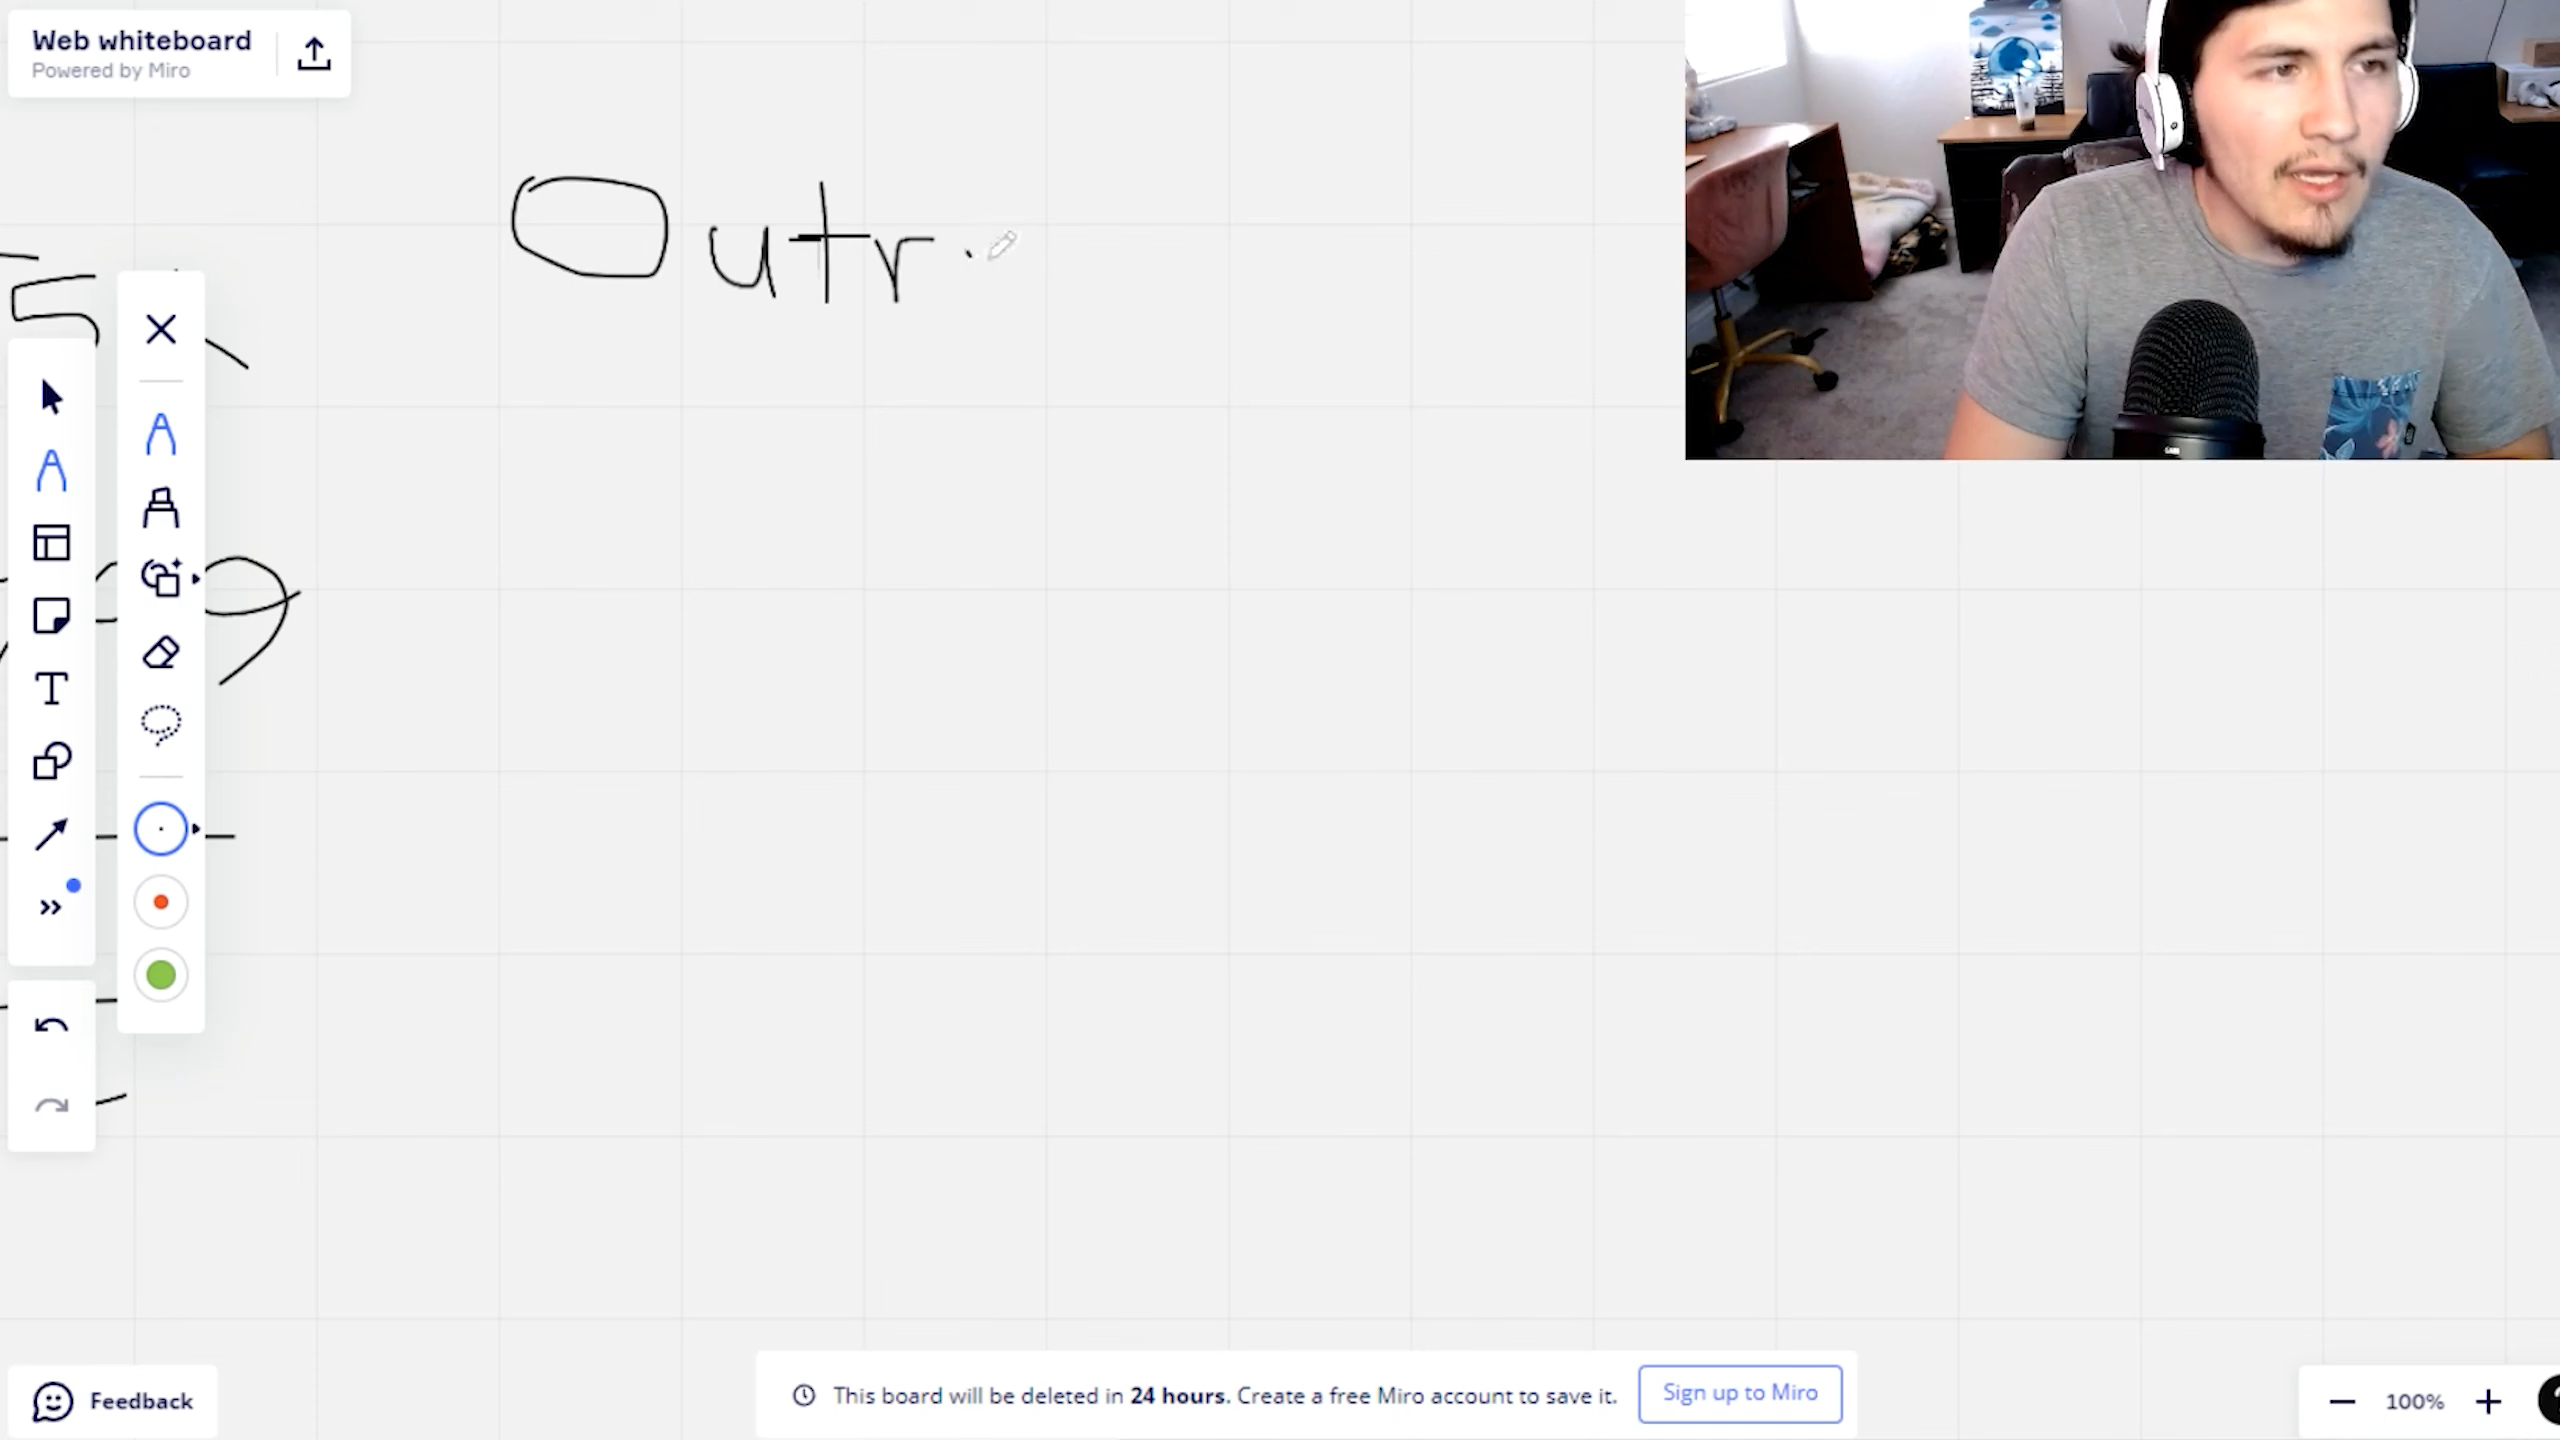 Web whiteboard
Powered by Miro
Outr.
5
Feedback
This board will be deleted in 24 hours. Create a free Miro account to save it.
Sign up to Miro
100%